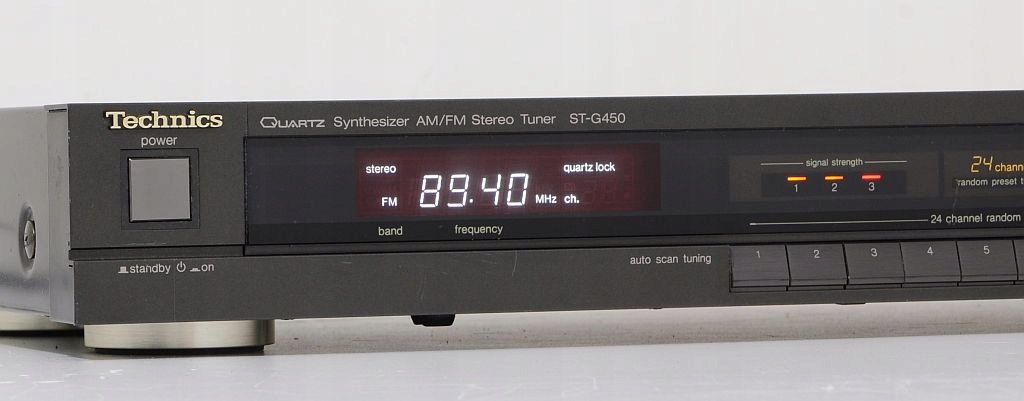 Technics
QUARTZ Synthesizer AM/FM Stereo Tuner ST-G450
power
stereo quartz lock
FM 89.40 MHz ch.
band frequency
signal strength
1 2 3
24
random preset
24 channel random
standby on
auto scan tuning
1 2 3 4 5